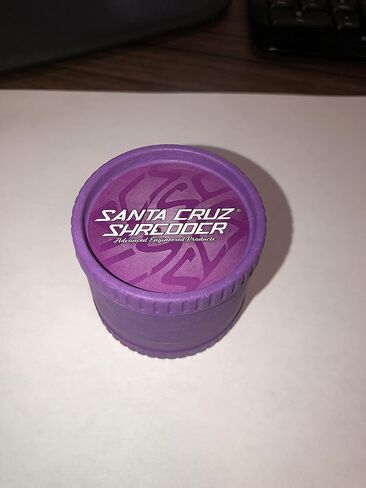 SANTA CRUZ®
SHREDDER
Advanced Engineered Products